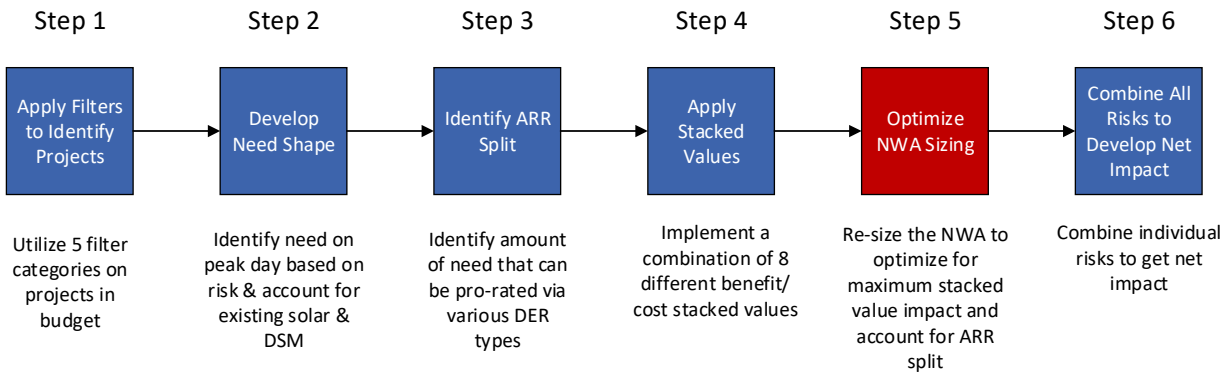 Step 1
Step 2
Step 3
Step 4
Step 5
Step 6
Apply Filters
to Identify
Projects
Develop
Need Shape
Identify ARR
Split
Apply
Stacked
Values
Optimize
NWA Sizing
Combine All
Risks to
Develop Net
Impact
Utilize 5 filter
categories on
projects in
budget
Identify need on
peak day based on
risk & account for
existing solar &
DSM
Identify amount
of need that can
be pro-rated via
various DER
types
Implement a
combination of 8
different benefit/
cost stacked values
Re-size the NWA to
optimize for
maximum stacked
value impact and
account for ARR
split
Combine individual
risks to get net
impact